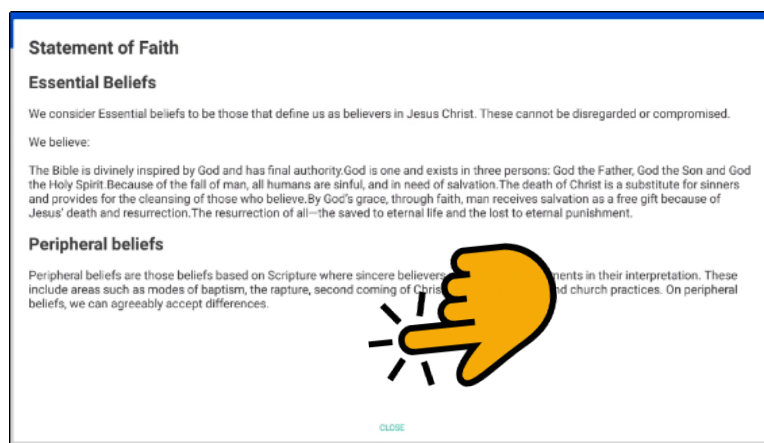 Statement of Faith
Essential Beliefs
We consider Essential beliefs to be those that define us as believers in Jesus Christ. These cannot be disregarded or compromised.
We believe:
The Bible is divinely inspired by God and has final authority.God is one and exists in three persons: God the Father, God the Son and God
the Holy Spirit.Because of the fall of man, all humans are sinful, and in need of salvation.The death of Christ is a substitute for sinners
and provides for the cleansing of those who believe.By God's grace, through faith, man receives salvation as a free gift because of
Jesus' death and resurrection.The resurrection of all—the saved to eternal life and the lost to eternal punishment.
Peripheral beliefs
Peripheral beliefs are those beliefs based on Scripture where sincere believers in their interpretation. These
include areas such as modes of baptism, the rapture, second coming of church practices. On peripheral
beliefs, we can agreeably accept differences.
CLOSE